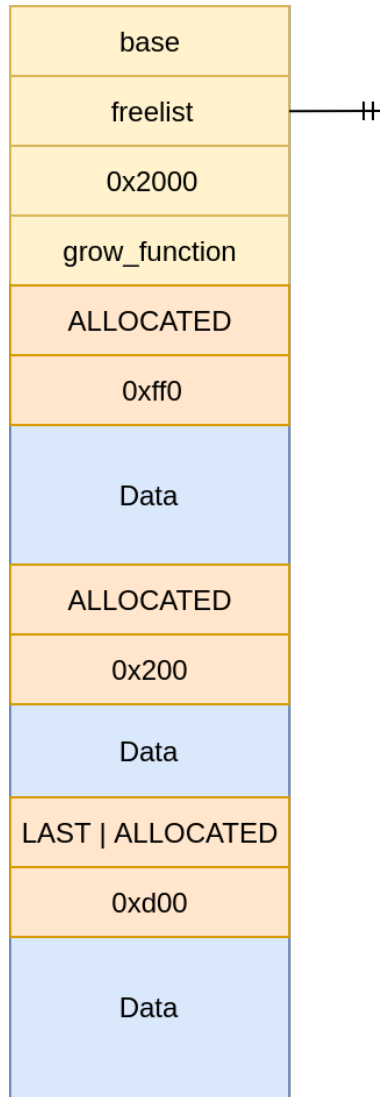 base
freelist
0x2000
grow_function
ALLOCATED
0xff0
Data
ALLOCATED
0x200
Data
LAST | ALLOCATED
0xd00
Data